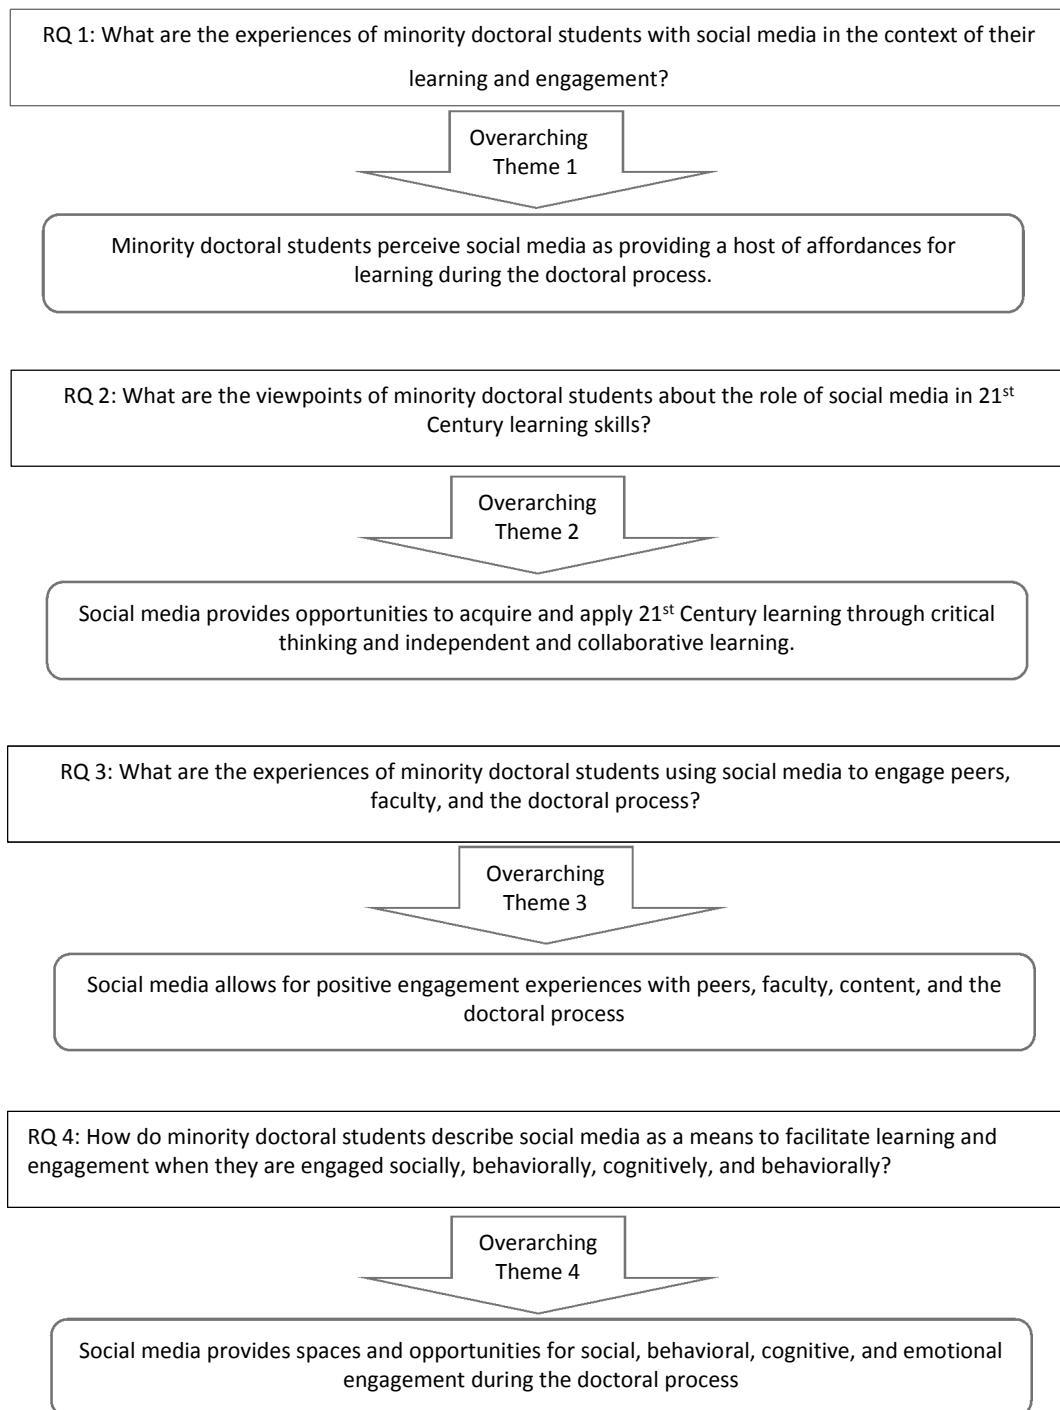 RQ 1: What are the experiences of minority doctoral students with social media in the context of their
learning and engagement?
Overarching
Theme 1
Minority doctoral students perceive social media as providing a host of affordances for
learning during the doctoral process.
RQ 2: What are the viewpoints of minority doctoral students about the role of social media in 21st
Century learning skills?
Overarching
Theme 2
Social media provides opportunities to acquire and apply 21st Century learning through critical
thinking and independent and collaborative learning.
RQ 3: What are the experiences of minority doctoral students using social media to engage peers,
faculty, and the doctoral process?
Overarching
Theme 3
Social media allows for positive engagement experiences with peers, faculty, content, and the
doctoral process
RQ 4: How do minority doctoral students describe social media as a means to facilitate learning and
engagement when they are engaged socially, behaviorally, cognitively, and behaviorally?
Overarching
Theme 4
Social media provides spaces and opportunities for social, behavioral, cognitive, and emotional
engagement during the doctoral process